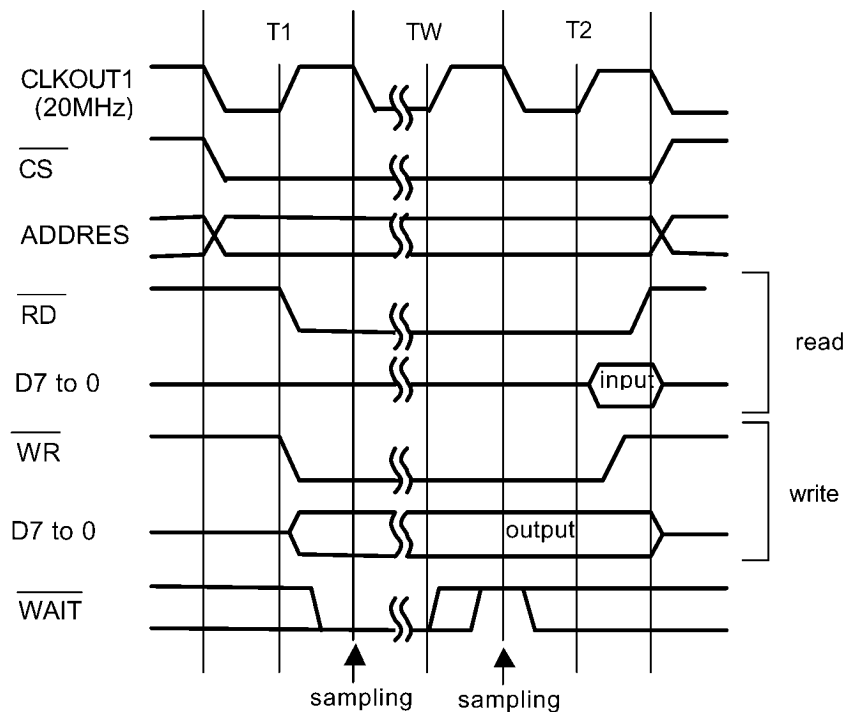 T1 TW T2
CLKOUT1
(20MHz)
CS
ADDRES
RD
read
D7 to 0 input
WR
write
D7 to 0 output
WAIT
sampling sampling